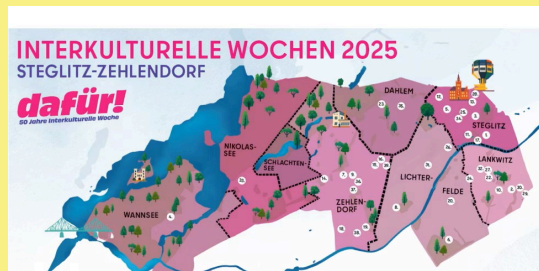 INTERKULTURELLE WOCHEN 2025
STEGLITZ-ZEHLENDORF
dafür!
50 Jahre Interkulturelle Woche
DAHLEM
STEGLITZ
NIKOLAS-
SEE
SCHLACHTEN-
SEE
LANKWITZ
LICHTER-
FELDE
ZEHLEN-
DORF
WANNSEE